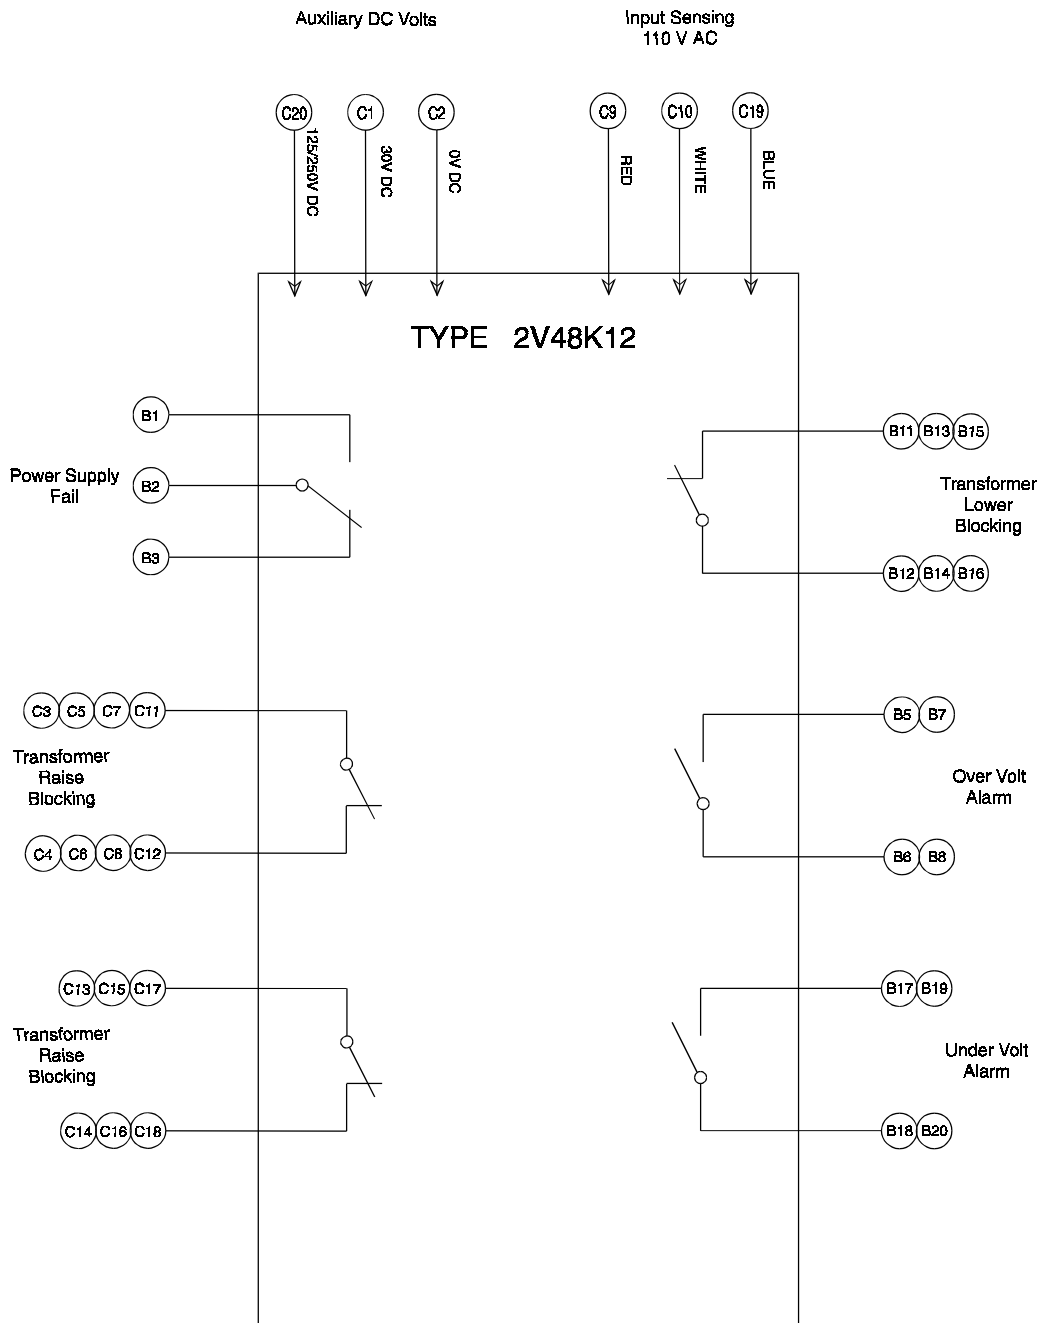 Auxiliary DC Volts
Input Sensing
110 V AC
C20
C1
C2
C9
C10
C19
125/250V DC
30V DC
0V DC
RED
WHITE
BLUE
TYPE 2V48K12
B1
B2
B3
Power Supply
Fail
B11 B13 B15
Transformer
Lower
Blocking
B12 B14 B16
C3 C5 C7 C11
Transformer
Raise
Blocking
C4 C6 C8 C12
B5 B7
Over Volt
Alarm
B6 B8
C13 C15 C17
Transformer
Raise
Blocking
C14 C16 C18
B17 B19
Under Volt
Alarm
B18 B20